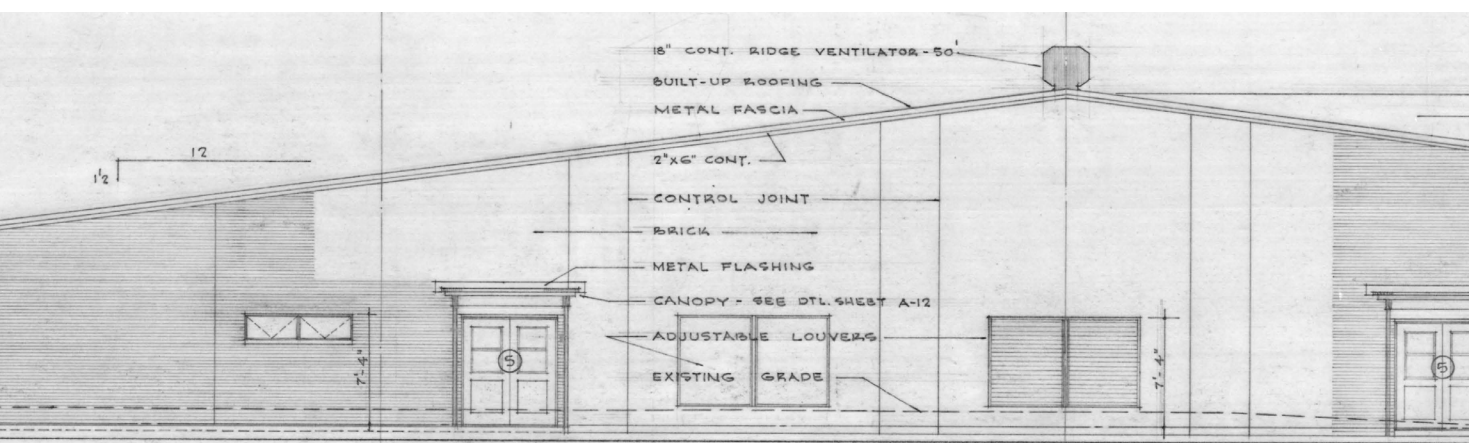 18" CONT. RIDGE VENTILATOR - 50'
BUILT-UP ROOFING
METAL FASCIA
12
1½
2"X6" CONT.
CONTROL JOINT
BRICK
METAL FLASHING
CANOPY - SEE DTL. SHEET A-12
ADJUSTABLE LOUVERS
7'-4"
5
7'-4"
5
EXISTING GRADE